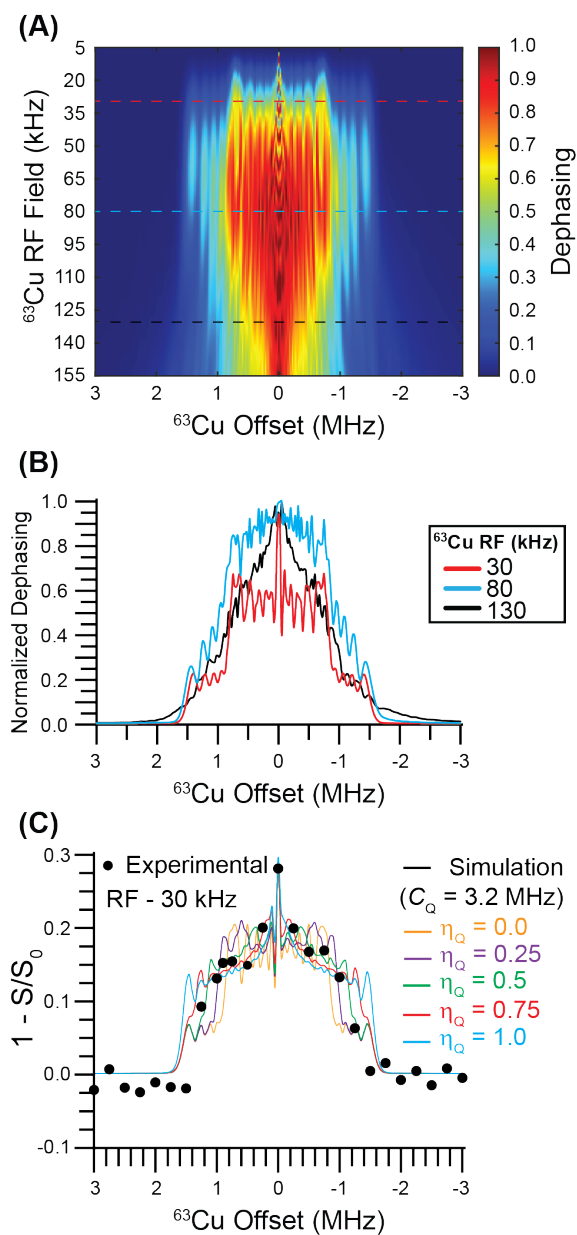 (A)
5
20
35
50
65
80
95
110
125
140
155
⁶³Cu RF Field (kHz)
3 2 1 0 -1 -2 -3
⁶³Cu Offset (MHz)
1.0
0.9
0.8
0.7
0.6
0.5
0.4
0.3
0.2
0.1
0.0
Dephasing
(B)
1.0
0.8
0.6
0.4
0.2
0.0
Normalized Dephasing
⁶³Cu RF (kHz)
30
80
130
3 2 1 0 -1 -2 -3
⁶³Cu Offset (MHz)
(C)
0.3
0.2
0.1
0.0
-0.1
1 - S/S₀
Experimental
RF - 30 kHz
Simulation
(C_Q = 3.2 MHz)
η_Q = 0.0
η_Q = 0.25
η_Q = 0.5
η_Q = 0.75
η_Q = 1.0
3 2 1 0 -1 -2 -3
⁶³Cu Offset (MHz)